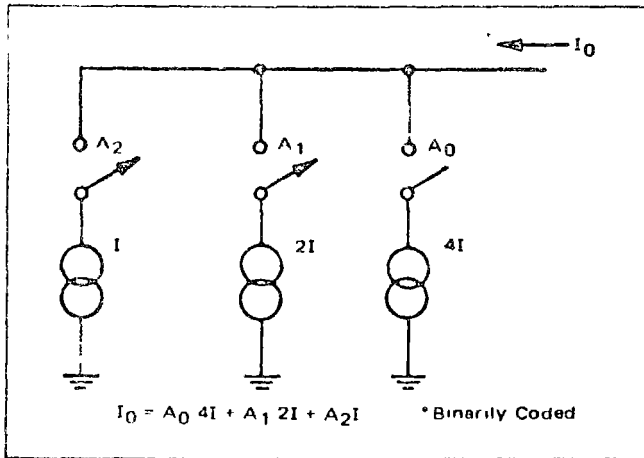 I0
A2 A1 A0
I 2I 4I
I0 = A0 4I + A1 2I + A2I *Binarily Coded